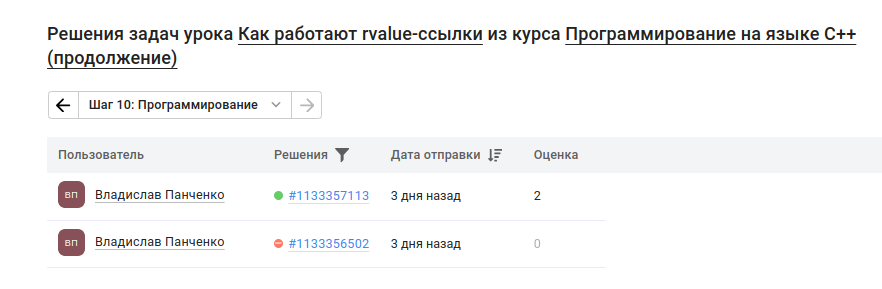 Решения задач урока Как работают rvalue-ссылки из курса Программирование на языке C++
(продолжение)
Шаг 10: Программирование
Пользователь Решения Дата отправки Оценка
ВП Владислав Панченко #1133357113 3 дня назад 2
ВП Владислав Панченко #1133356502 3 дня назад 0